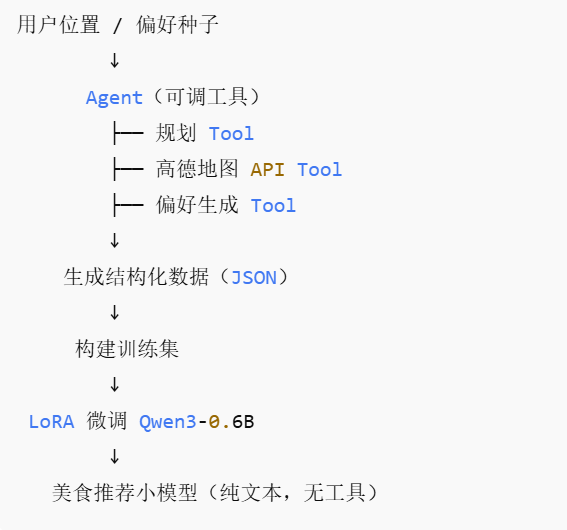 用户位置 / 偏好种子
↓
Agent（可调工具）
├── 规划 Tool
├── 高德地图 API Tool
├── 偏好生成 Tool
↓
生成结构化数据（JSON）
↓
构建训练集
↓
LoRA 微调 Qwen3-0.6B
↓
美食推荐小模型（纯文本，无工具）